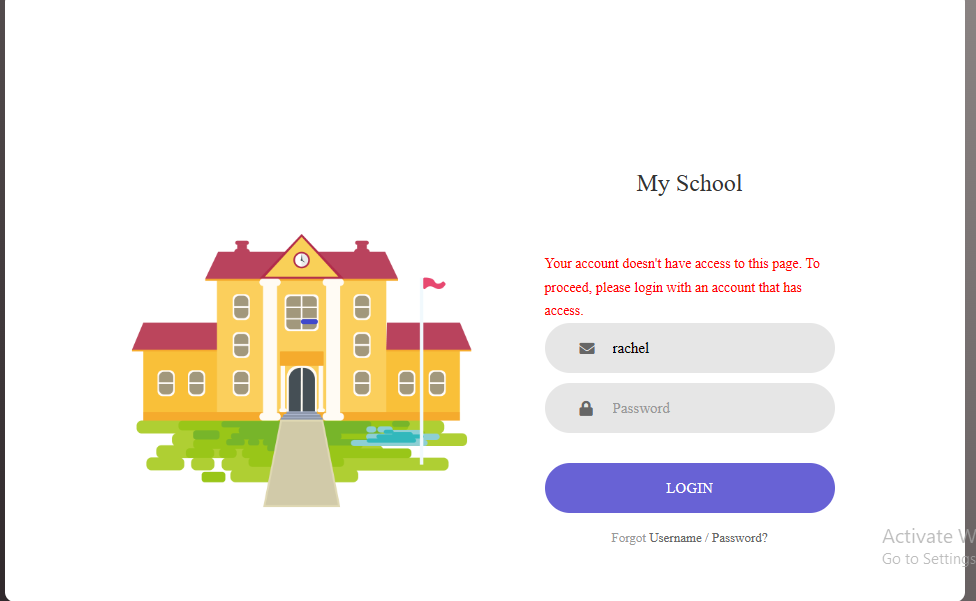 My School
Your account doesn't have access to this page. To
proceed, please login with an account that has
access.
rachel
Password
LOGIN
Forgot Username / Password?
Activate W
Go to Settings